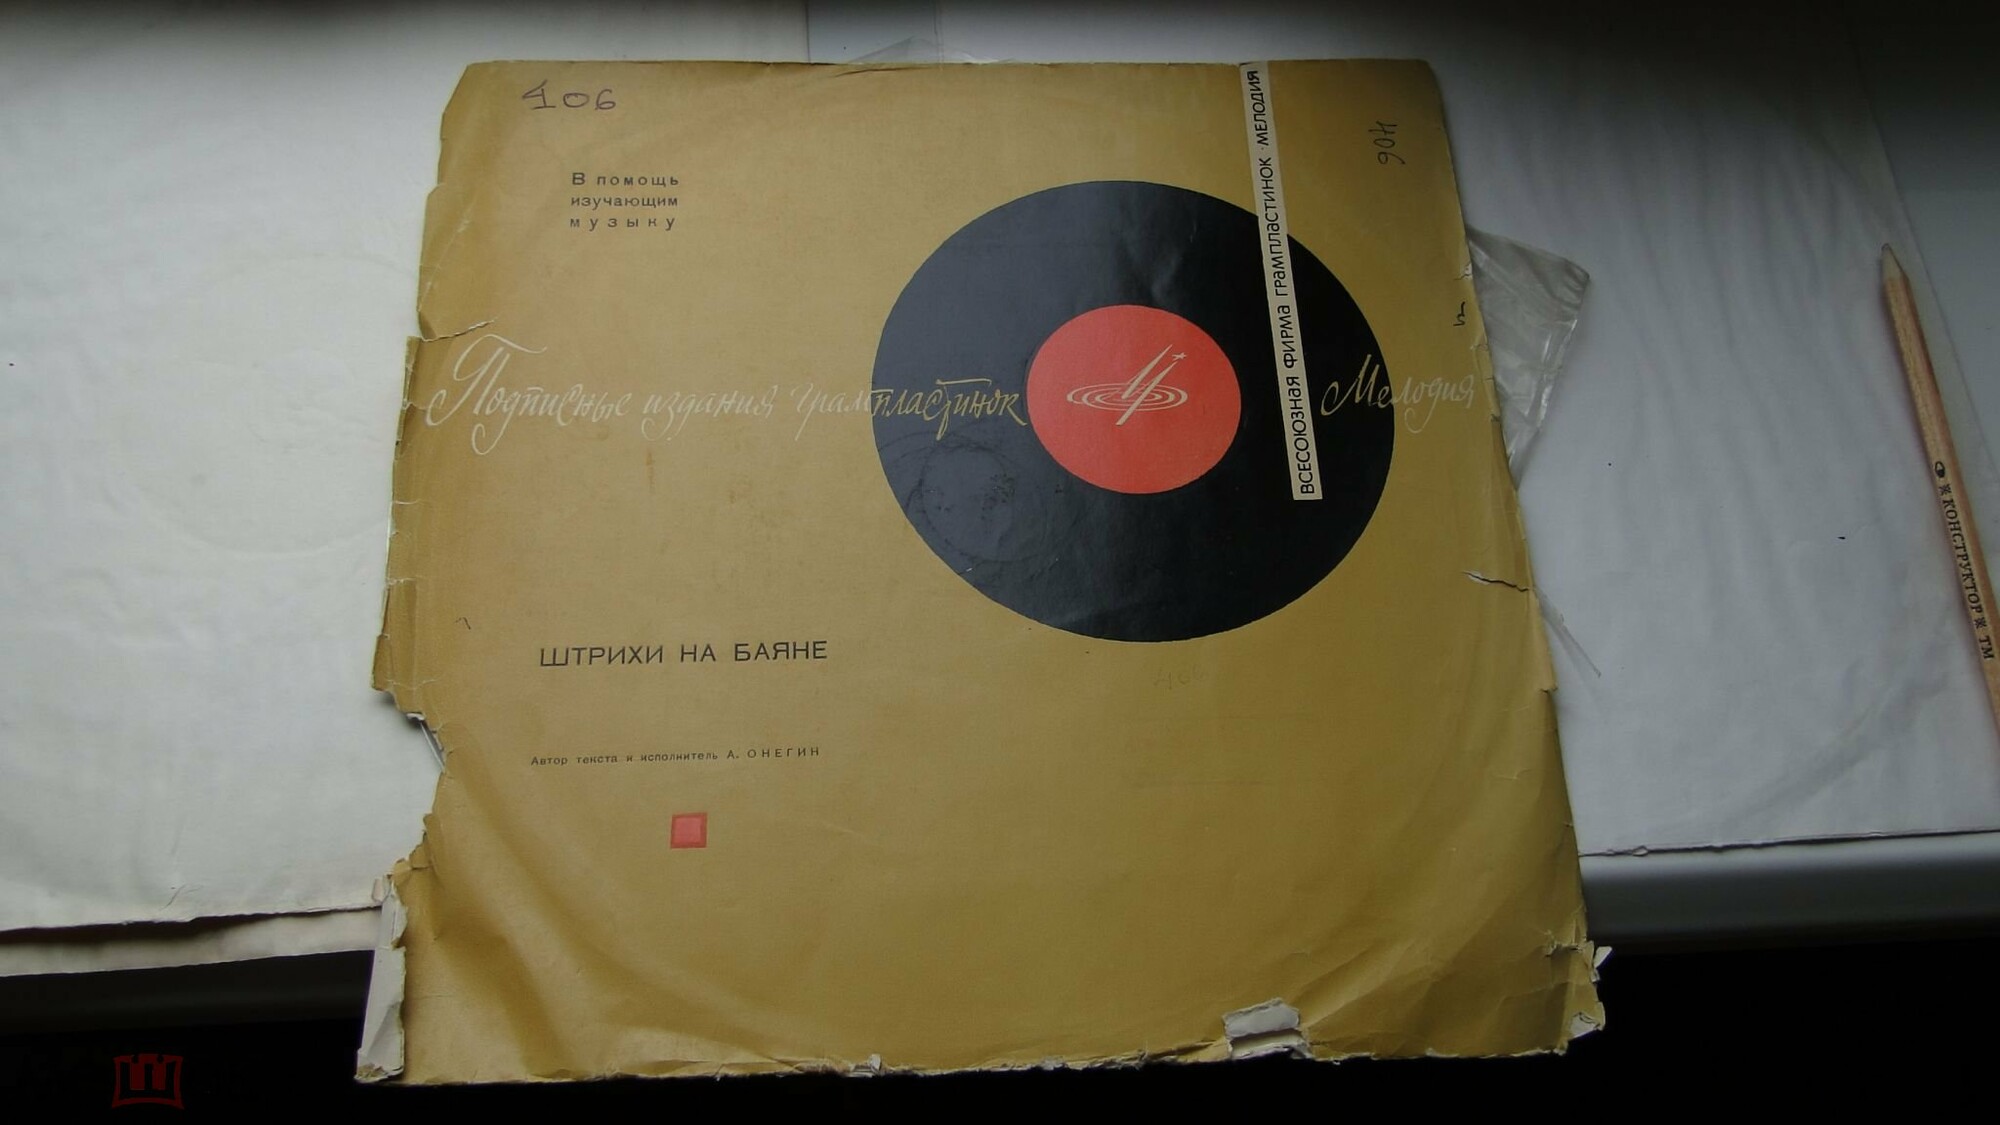 406
406
В помощь
изучающим
музыку
ВСЕСОЮЗНАЯ ФИРМА ГРАМПЛАСТИНОК · МЕЛОДИЯ
Подписные издания грампластинок Мелодия
ШТРИХИ НА БАЯНЕ
406
Автор текста и исполнитель А. ОНЕГИН
КОНСТРУКТОР ТМ